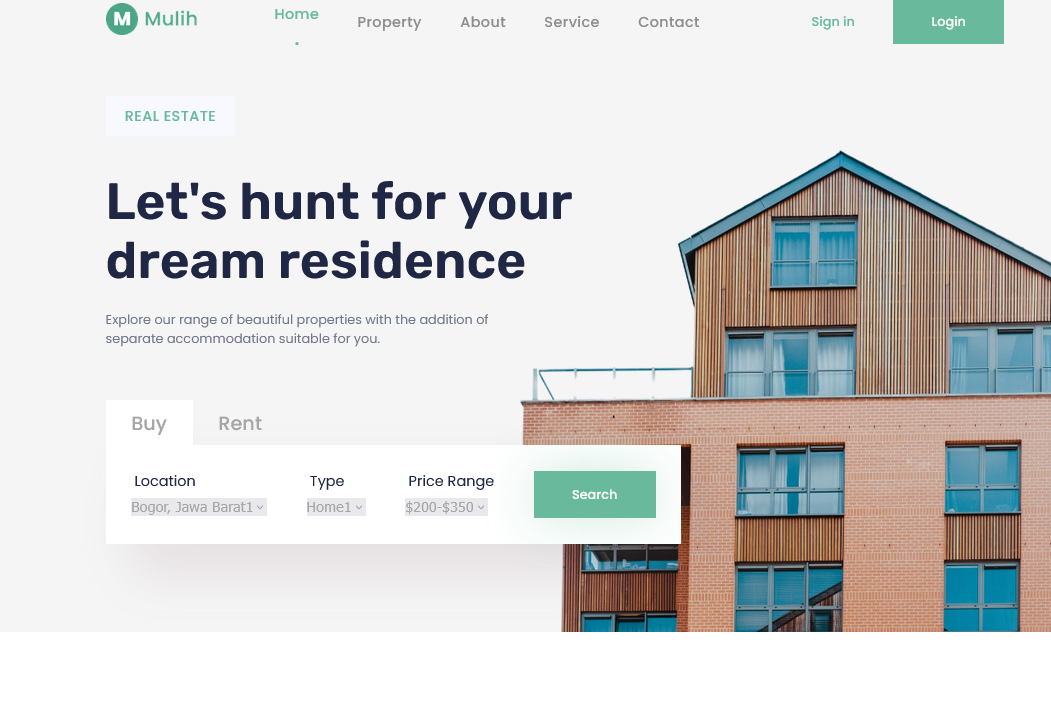 M Mulih
Home
Property
About
Service
Contact
Sign in
Login
REAL ESTATE
Let's hunt for your
dream residence
Explore our range of beautiful properties with the addition of
separate accommodation suitable for you.
Buy
Rent
Location
Type
Price Range
Bogor, Jawa Barat1
Home1
$200-$350
Search